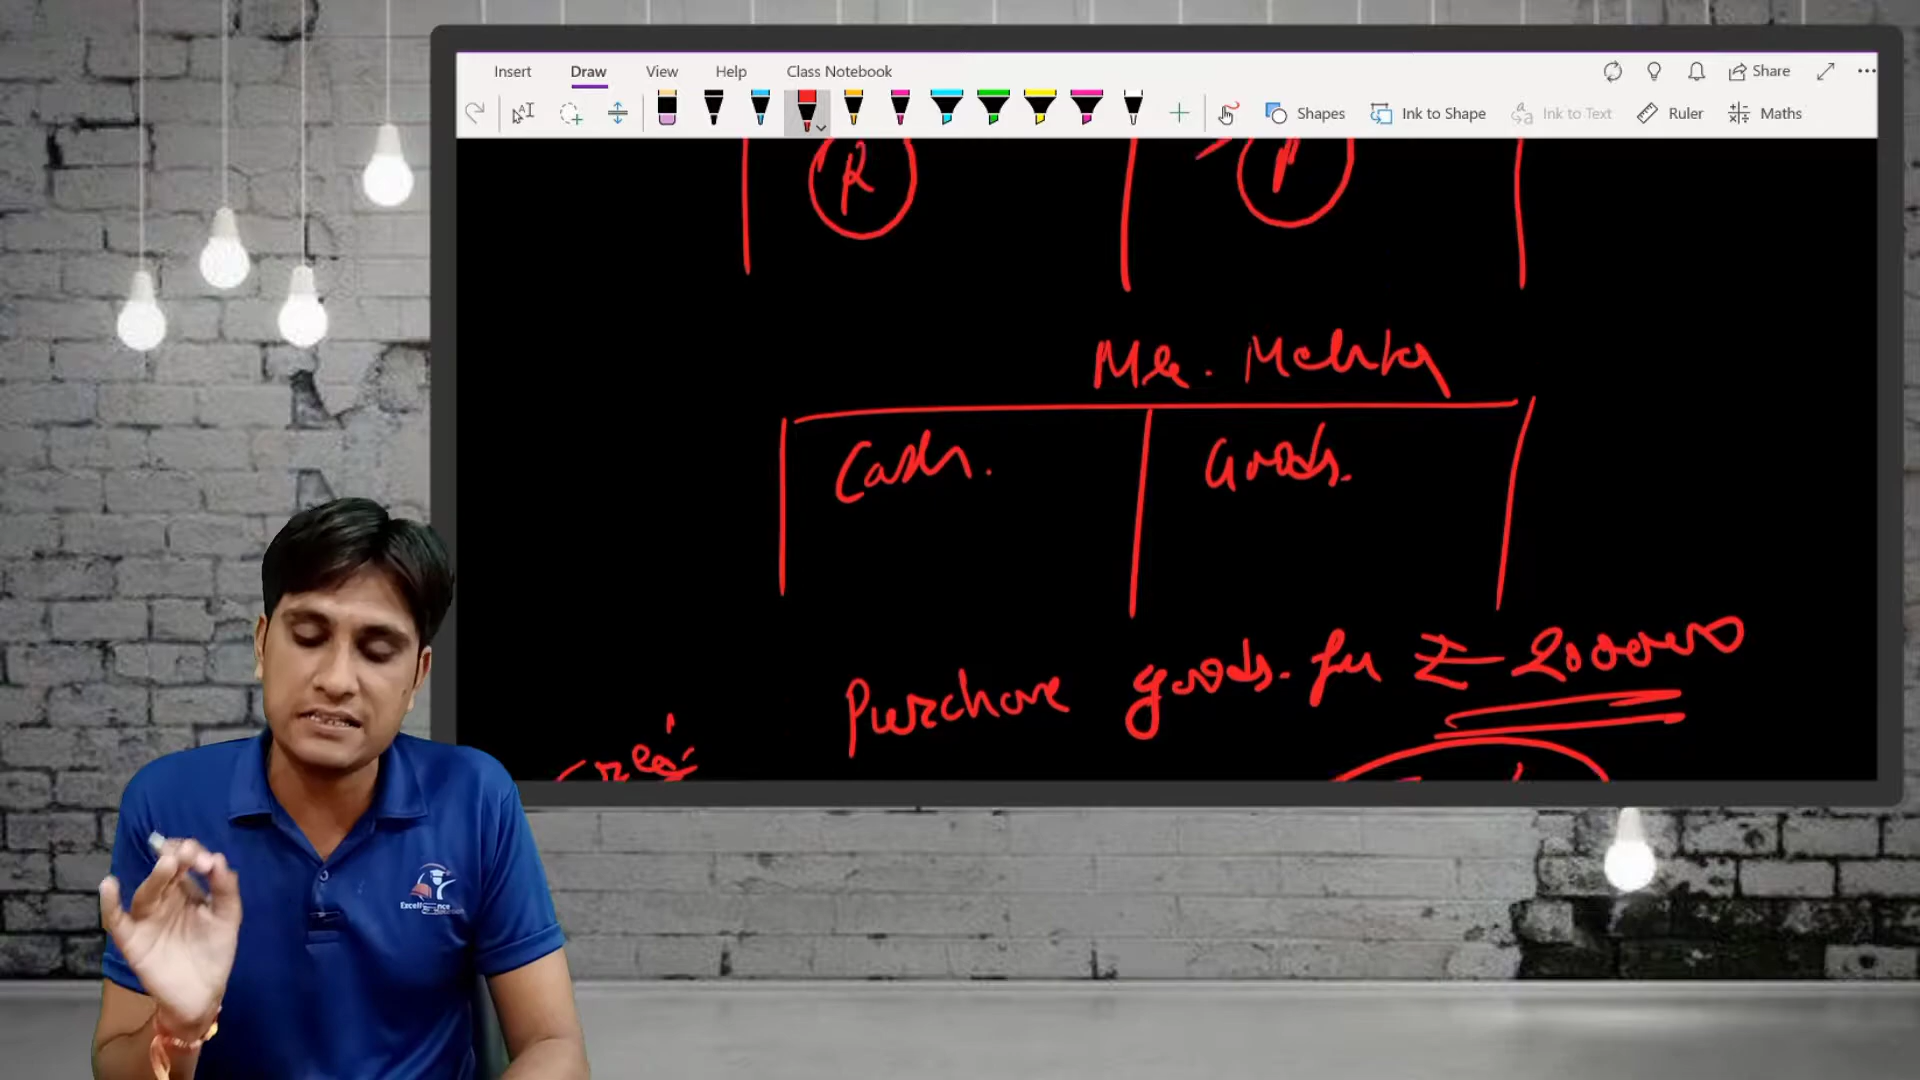 Insert Draw View Help Class Notebook Share
Shapes Ink to Shape Ink to Text Ruler Maths
R
P
Mr. Mehta
Cash. Goods.
Purchase goods. for ₹